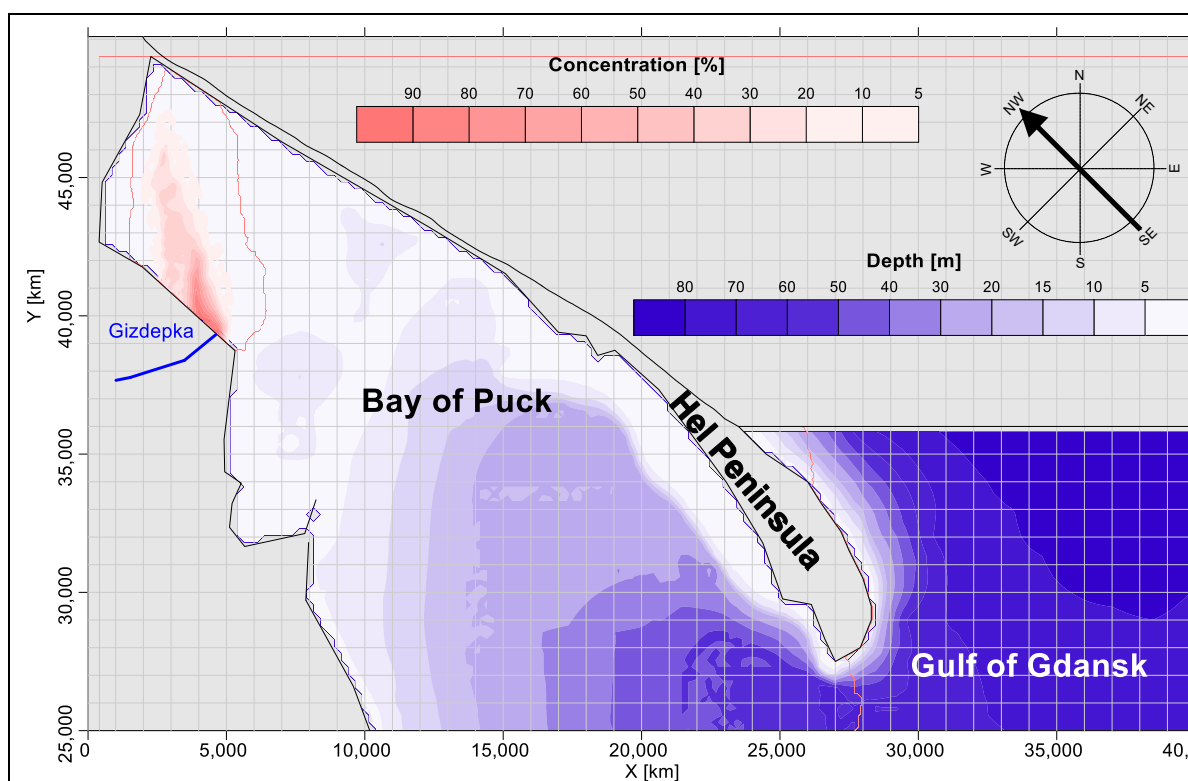 Concentration [%]
90 80 70 60 50 40 30 20 10 5
N
NE
E
SE
S
SW
W
NW
Depth [m]
80 70 60 50 40 30 20 15 10 5
Y [km]
45,000
40,000
35,000
30,000
25,000
Gizdepka
Bay of Puck
Hel Peninsula
Gulf of Gdansk
0 5,000 10,000 15,000 20,000 25,000 30,000 35,000 40,
X [km]